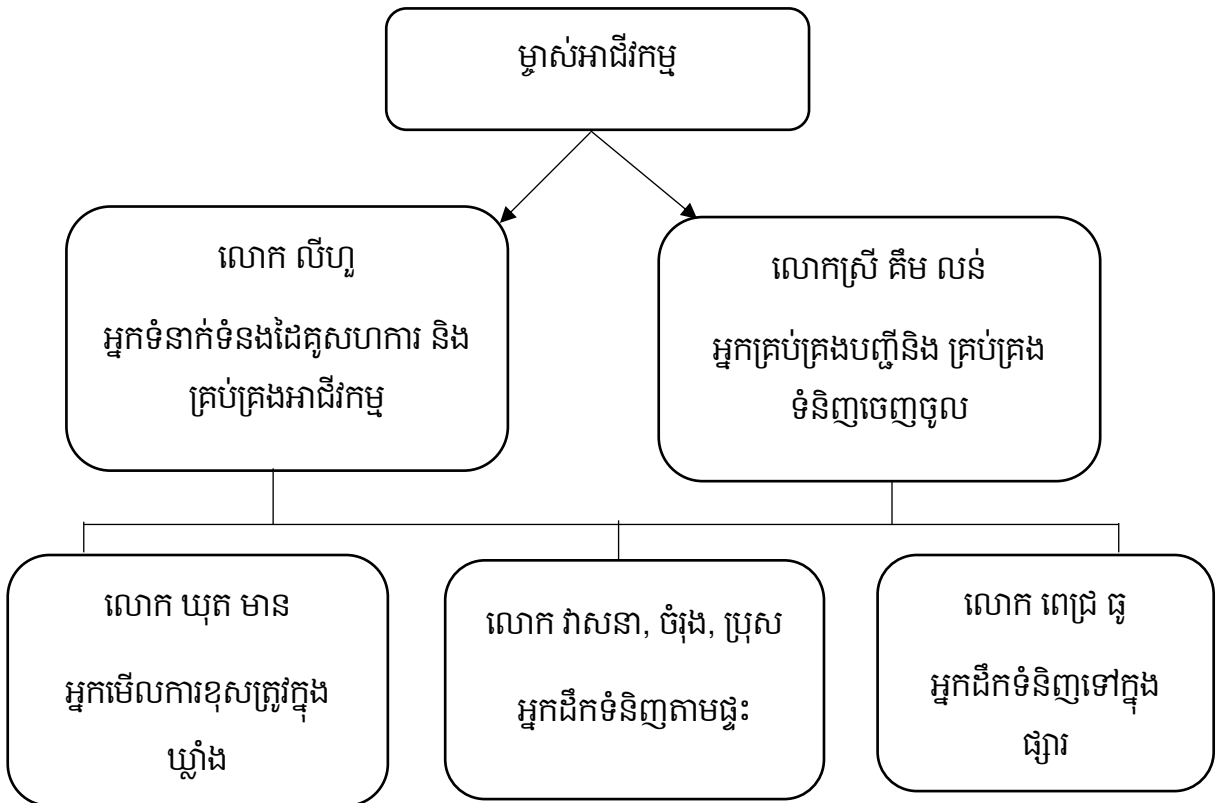 ម្ចាស់អាជីវកម្ម
លោក លីហួ
អ្នកទំនាក់ទំនងដៃគូសហការ និង
គ្រប់គ្រងអាជីវកម្ម
លោកស្រី គឹម លន់
អ្នកគ្រប់គ្រងបញ្ជីនិង គ្រប់គ្រង
ទំនិញចេញចូល
លោក ឃុត មាន
អ្នកមើលការខុសត្រូវក្នុង
ឃ្លាំង
លោក វាសនា, ចំរុង, ប្រុស
អ្នកដឹកទំនិញតាមផ្ទះ
លោក ពេជ្រ ធូ
អ្នកដឹកទំនិញទៅក្នុង
ផ្សារ